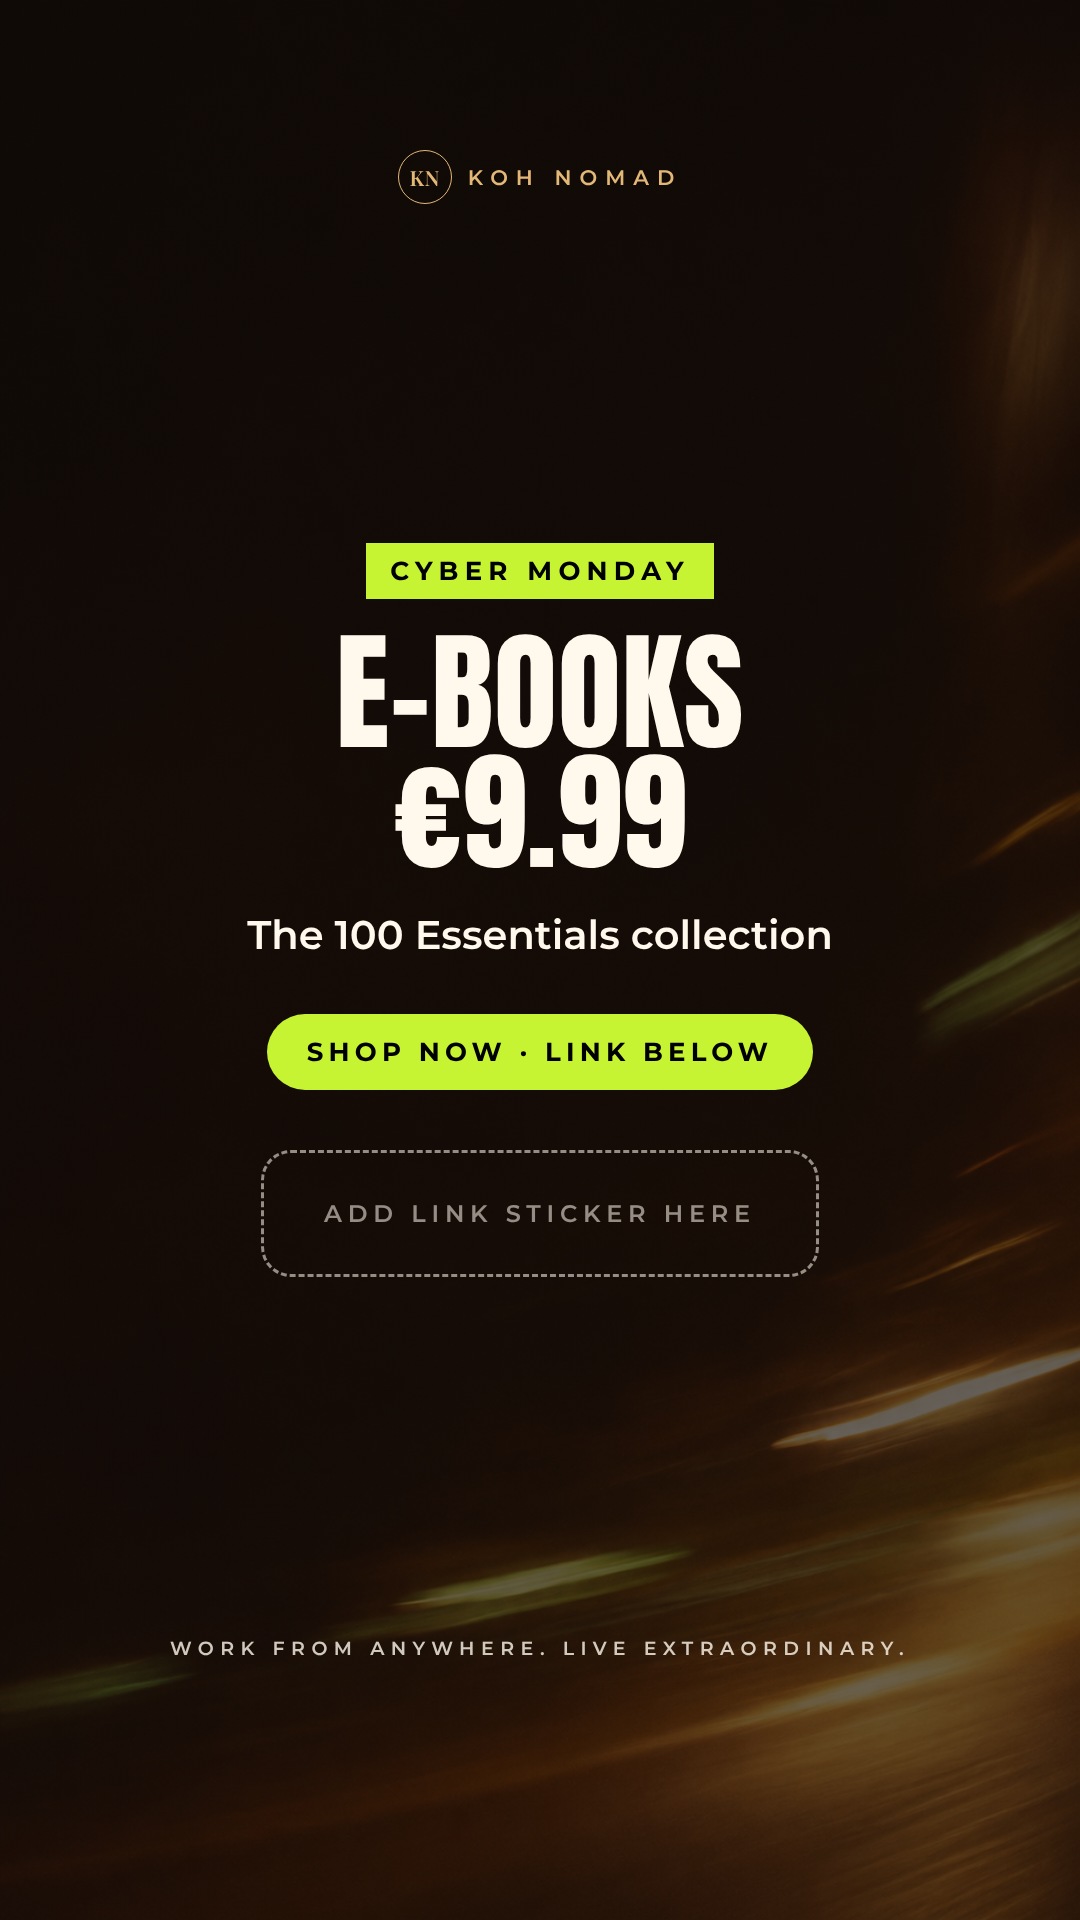 KN KOH NOMAD
CYBER MONDAY
E-BOOKS
€9.99
The 100 Essentials collection
SHOP NOW · LINK BELOW
ADD LINK STICKER HERE
WORK FROM ANYWHERE. LIVE EXTRAORDINARY.